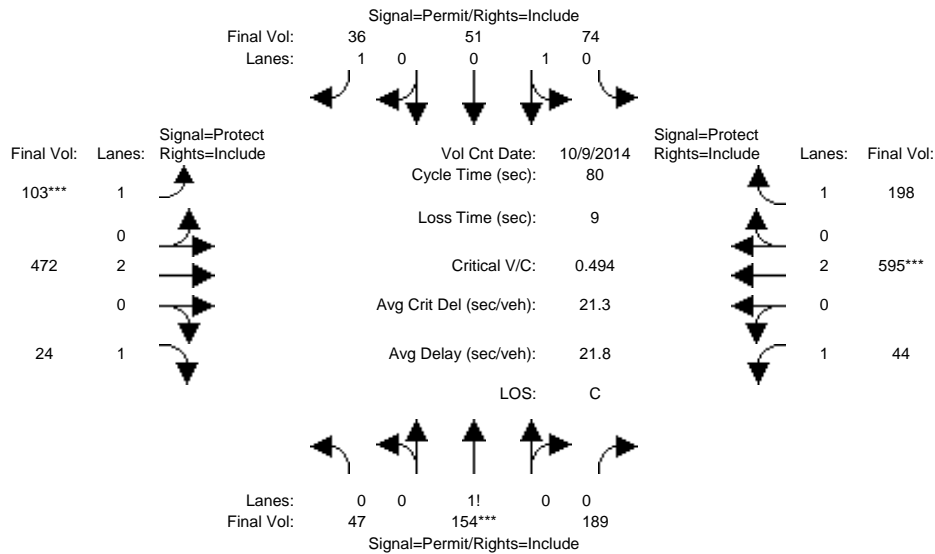 Signal=Permit/Rights=Include
Final Vol: 36 51 74
Lanes: 1 0 0 1 0
Signal=Protect Signal=Protect
Final Vol: Lanes: Rights=Include Vol Cnt Date: 10/9/2014 Rights=Include Lanes: Final Vol:
Cycle Time (sec): 80
103*** 1 1 198
Loss Time (sec): 9
0 0
472 2 Critical V/C: 0.494 2 595***
0 Avg Crit Del (sec/veh): 21.3 0
24 1 Avg Delay (sec/veh): 21.8 1 44
LOS: C
Lanes: 0 0 1! 0 0
Final Vol: 47 154*** 189
Signal=Permit/Rights=Include